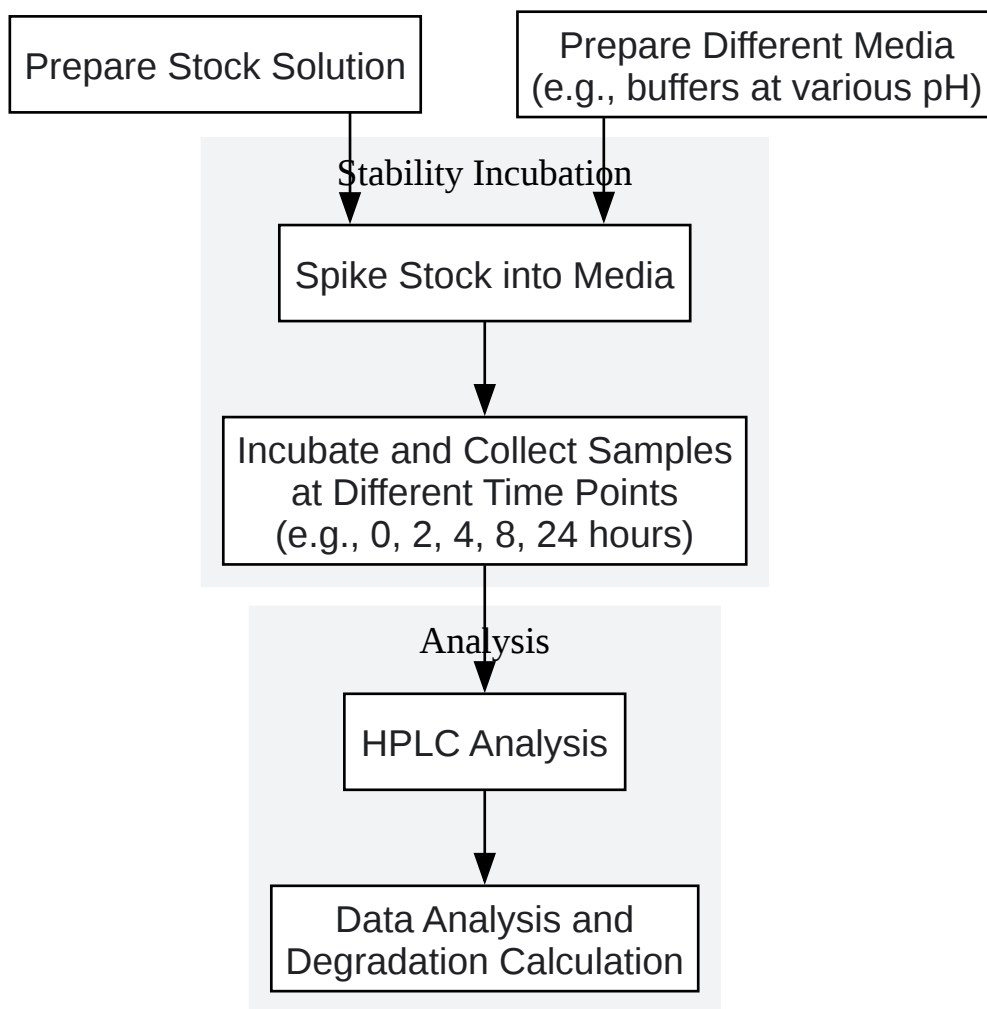 Prepare Stock Solution
Prepare Different Media
(e.g., buffers at various pH)
Stability Incubation
Spike Stock into Media
Incubate and Collect Samples
at Different Time Points
(e.g., 0, 2, 4, 8, 24 hours)
Analysis
HPLC Analysis
Data Analysis and
Degradation Calculation